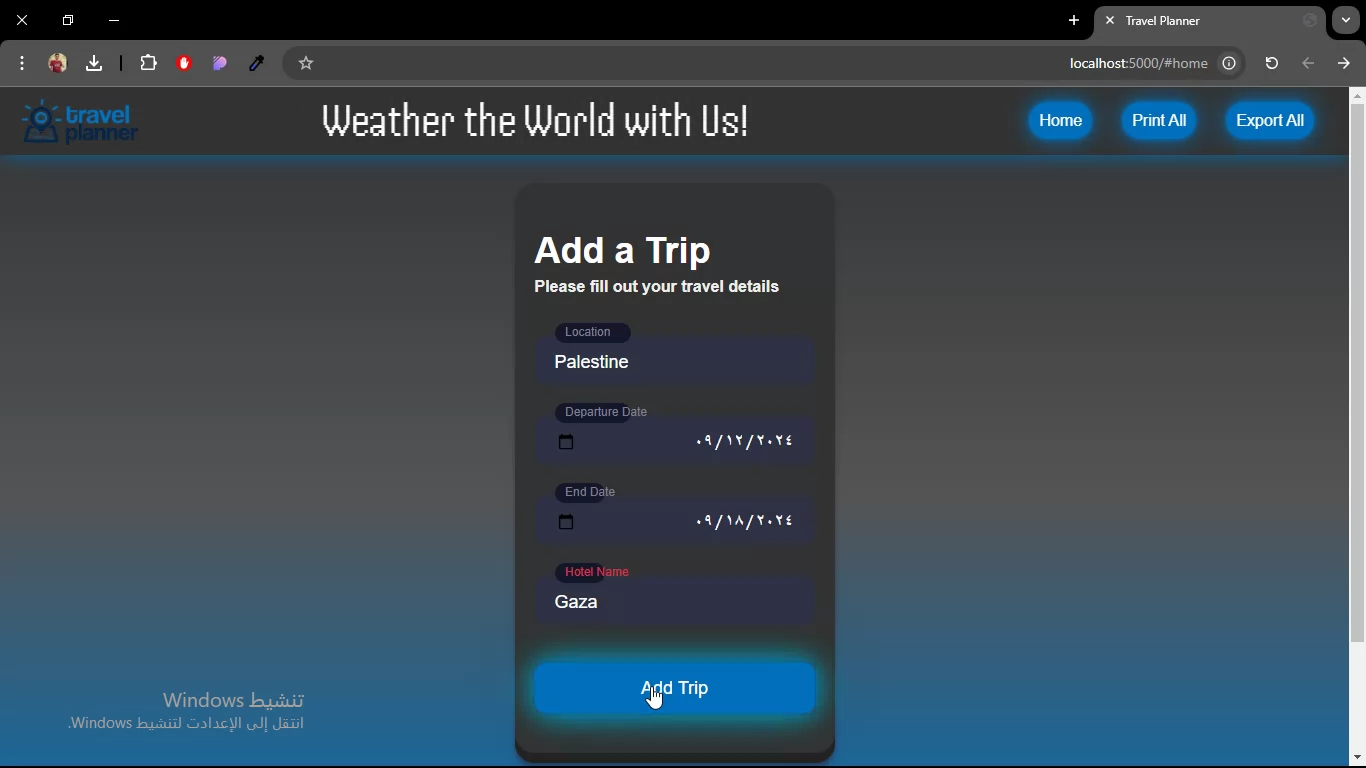 Travel Planner
localhost:5000/#home
travel
planner
Weather the World with Us!
Home
Print All
Export All
Add a Trip
Please fill out your travel details
Location
Palestine
Departure Date
٠٩/١٢/٢٠٢٤
End Date
٠٩/١٨/٢٠٢٤
Hotel Name
Gaza
Add Trip
تنشيط Windows
انتقل إلى الإعدادات لتنشيط Windows.